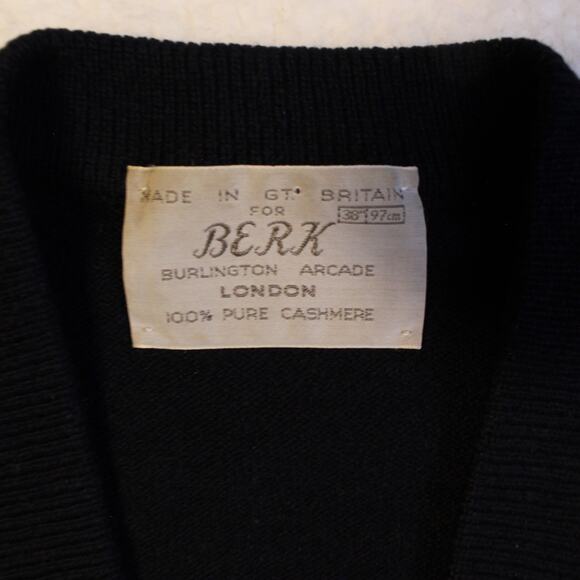 MADE IN GT. BRITAIN
FOR
38" 97cm
BERK
BURLINGTON ARCADE
LONDON
100% PURE CASHMERE